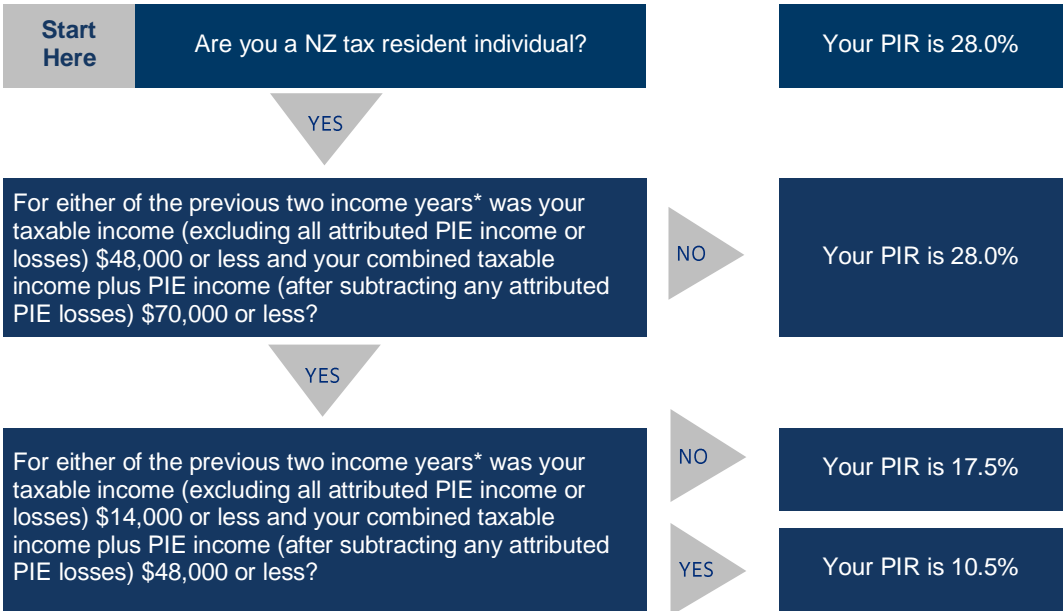 Start
Here
Are you a NZ tax resident individual?
Your PIR is 28.0%
YES
For either of the previous two income years* was your
taxable income (excluding all attributed PIE income or
losses) $48,000 or less and your combined taxable
income plus PIE income (after subtracting any attributed
PIE losses) $70,000 or less?
NO
Your PIR is 28.0%
YES
For either of the previous two income years* was your
taxable income (excluding all attributed PIE income or
losses) $14,000 or less and your combined taxable
income plus PIE income (after subtracting any attributed
PIE losses) $48,000 or less?
NO
Your PIR is 17.5%
YES
Your PIR is 10.5%